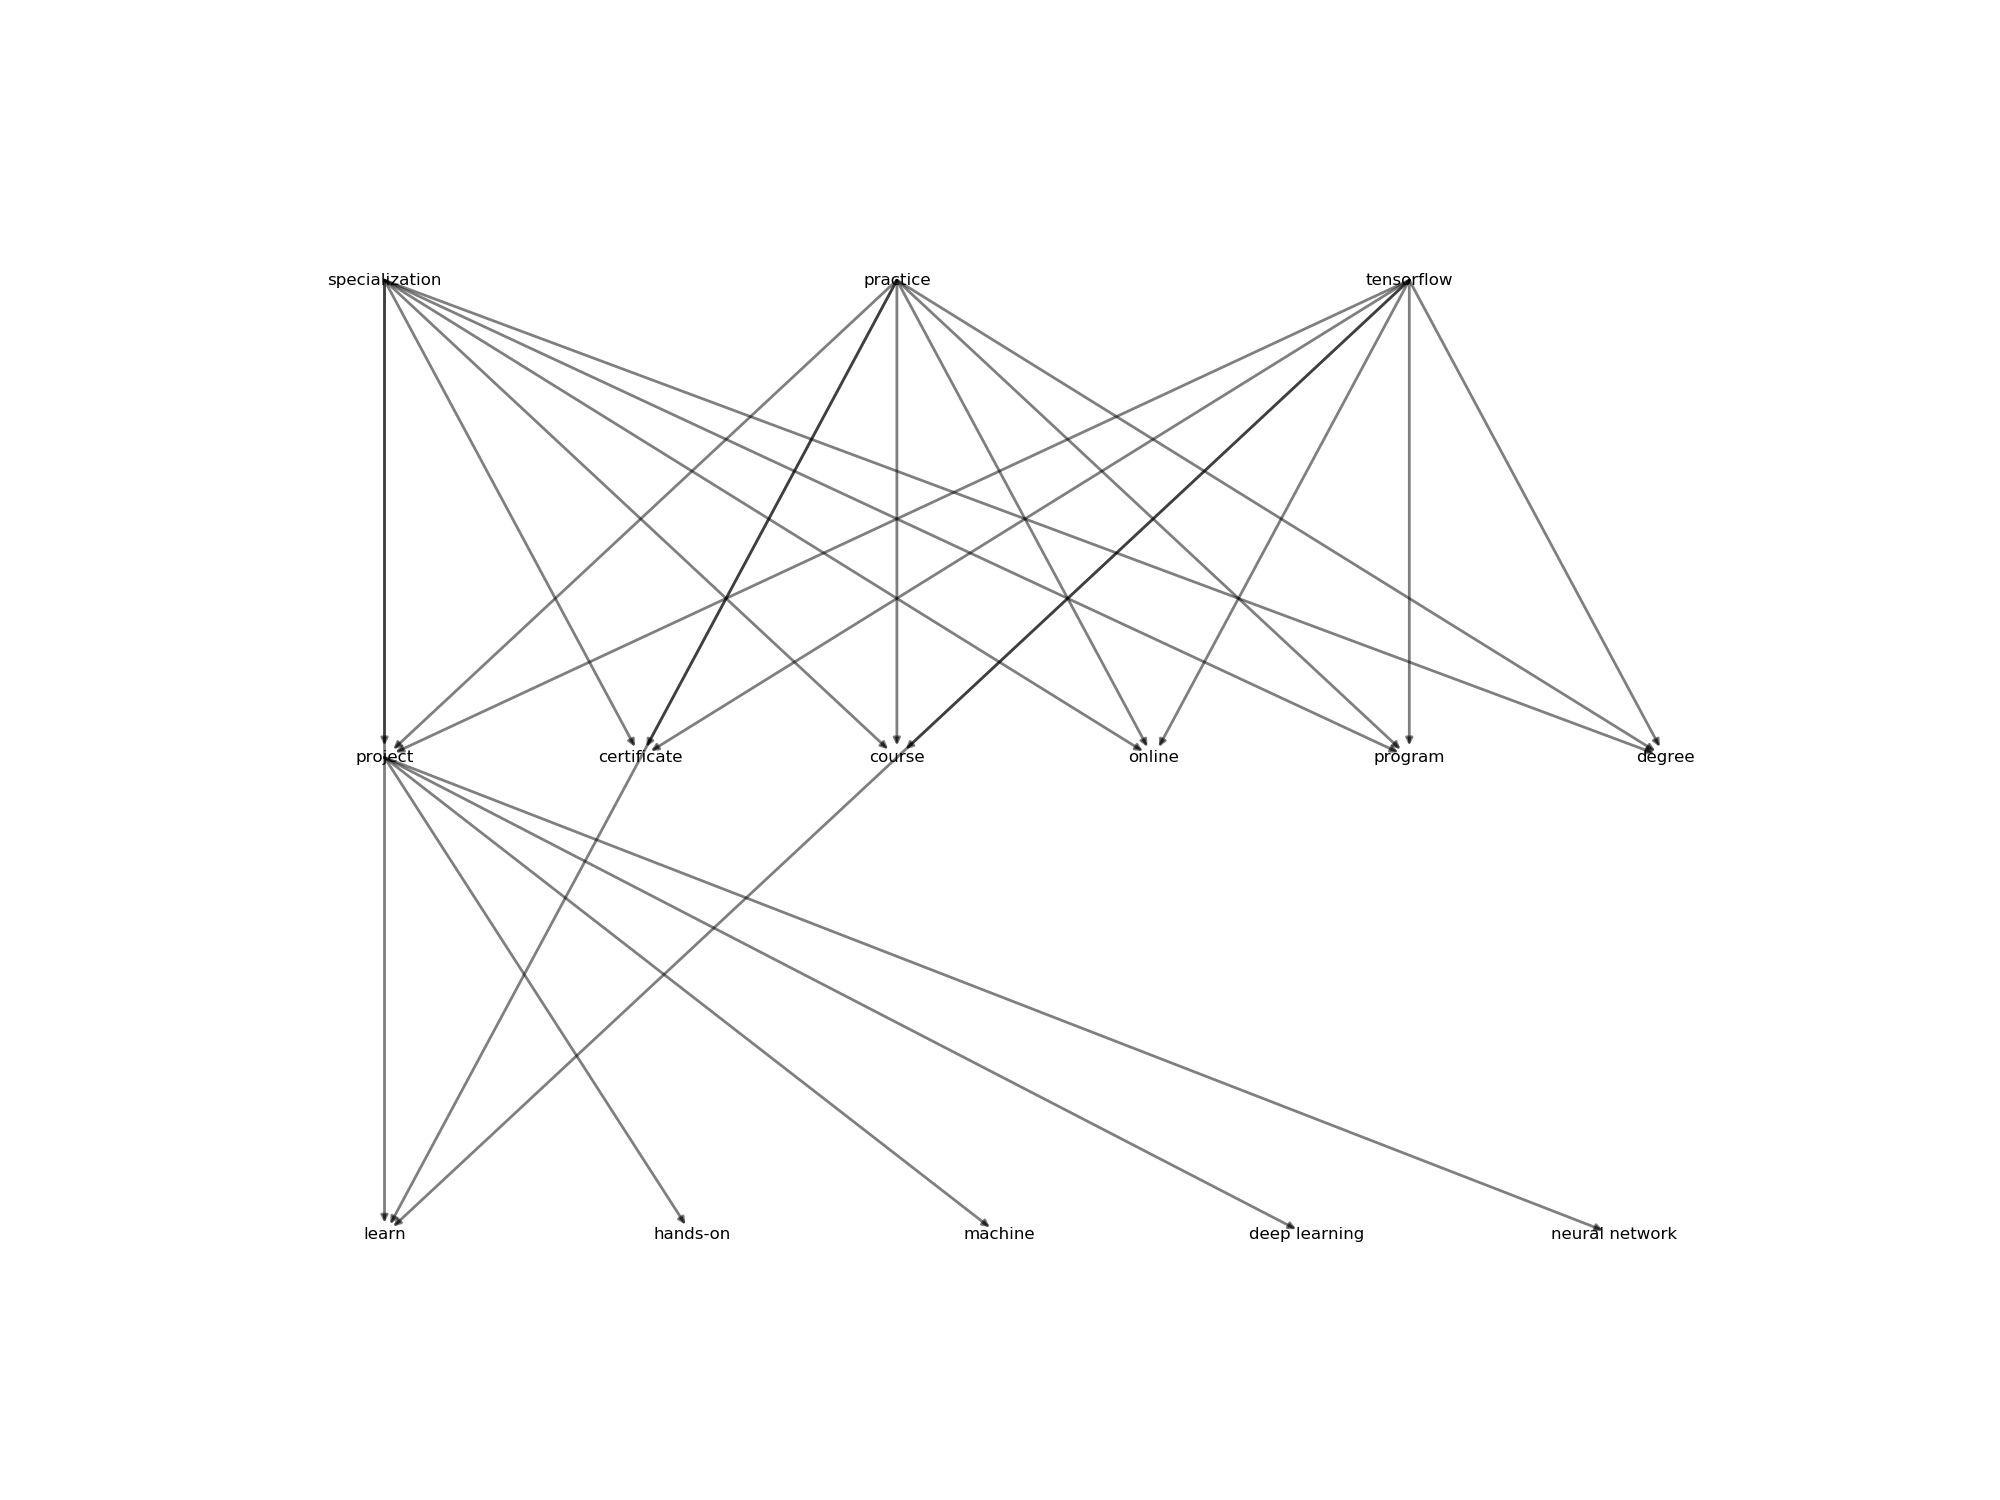 specialization practice tensorflow
project certificate course online program degree
learn hands-on machine deep learning neural network